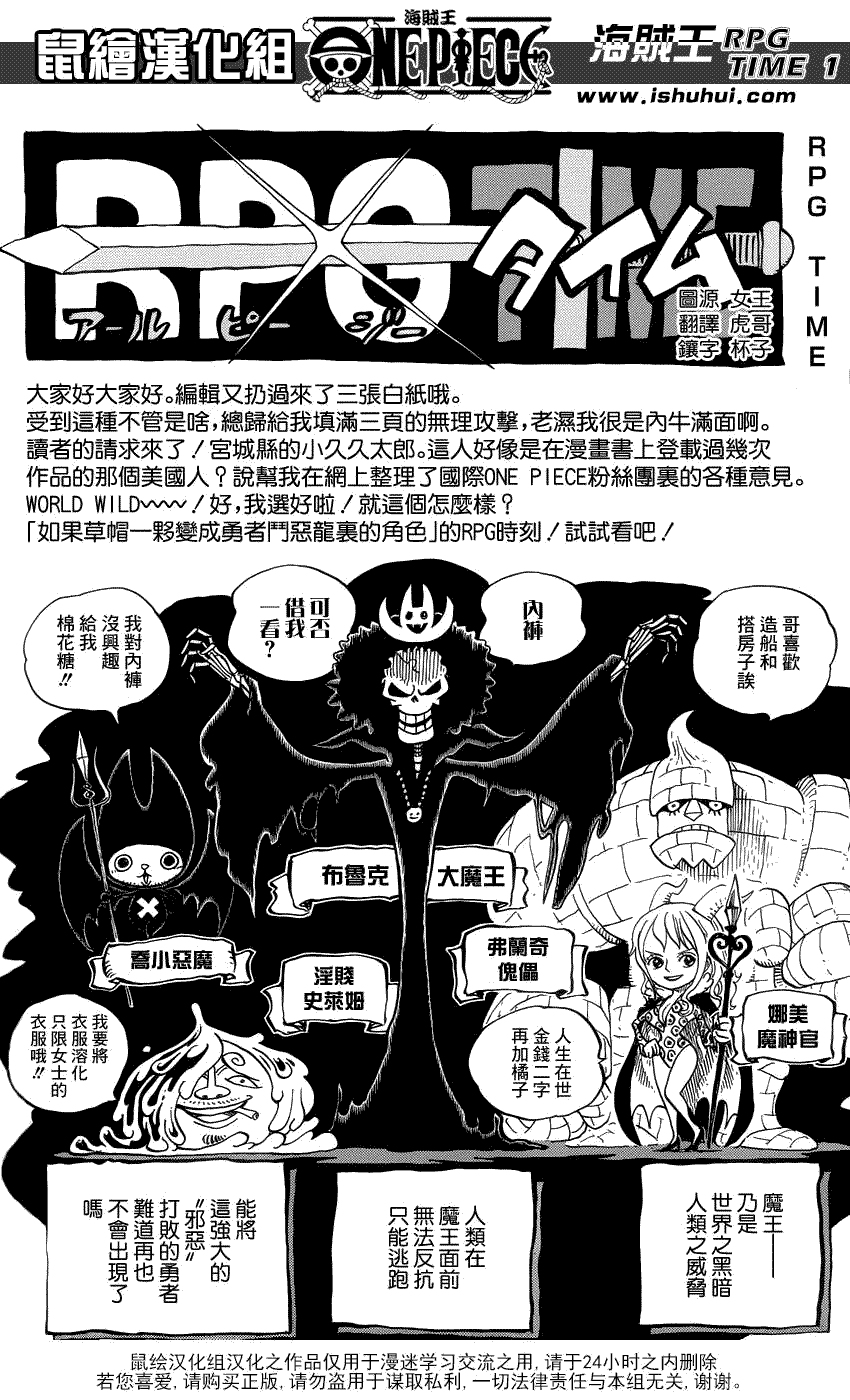 鼠繪漢化組
海賊王
ONE PIECE
海賊王 RPG
TIME 1
www.ishuhui.com
RPG TIME
RPG TIME
タイム
アールピージー
圖源 女王
翻譯 虎哥
鑲字 杯子
大家好大家好。編輯又扔過來了三張白紙哦。
受到這種不管是啥,總歸給我填滿三頁的無理攻擊,老濕我很是內牛滿面啊。
讀者的請求來了!宮城縣的小久久太郎。這人好像是在漫畫書上登載過幾次
作品的那個美國人?說幫我在網上整理了國際ONE PIECE粉絲團裏的各種意見。
WORLD WILD~~~!好,我選好啦!就這個怎麼樣?
「如果草帽一夥變成勇者鬥惡龍裏的角色」的RPG時刻!試試看吧!
哥喜歡
造船和
搭房子誒
內褲
可否
借我
一看?
我對內褲
沒興趣
給我
棉花糖!!
布魯克 大魔王
喬小惡魔
淫賤
史萊姆
弗蘭奇
傀儡
娜美
魔神官
人生在世
金錢二字
再加橘子
我要將
衣服溶化
只限女士的
衣服哦!!
魔王——
乃是
世界之黑暗
人類之威脅
人類在
魔王面前
無法反抗
只能逃跑
能將
這強大的
〝邪惡〞
打敗的勇者
難道再也
不會出現了
嗎
鼠绘汉化组汉化之作品仅用于漫迷学习交流之用,请于24小时之内删除
若您喜爱,请购买正版,请勿盗用于谋取私利,一切法律责任与本组无关,谢谢。